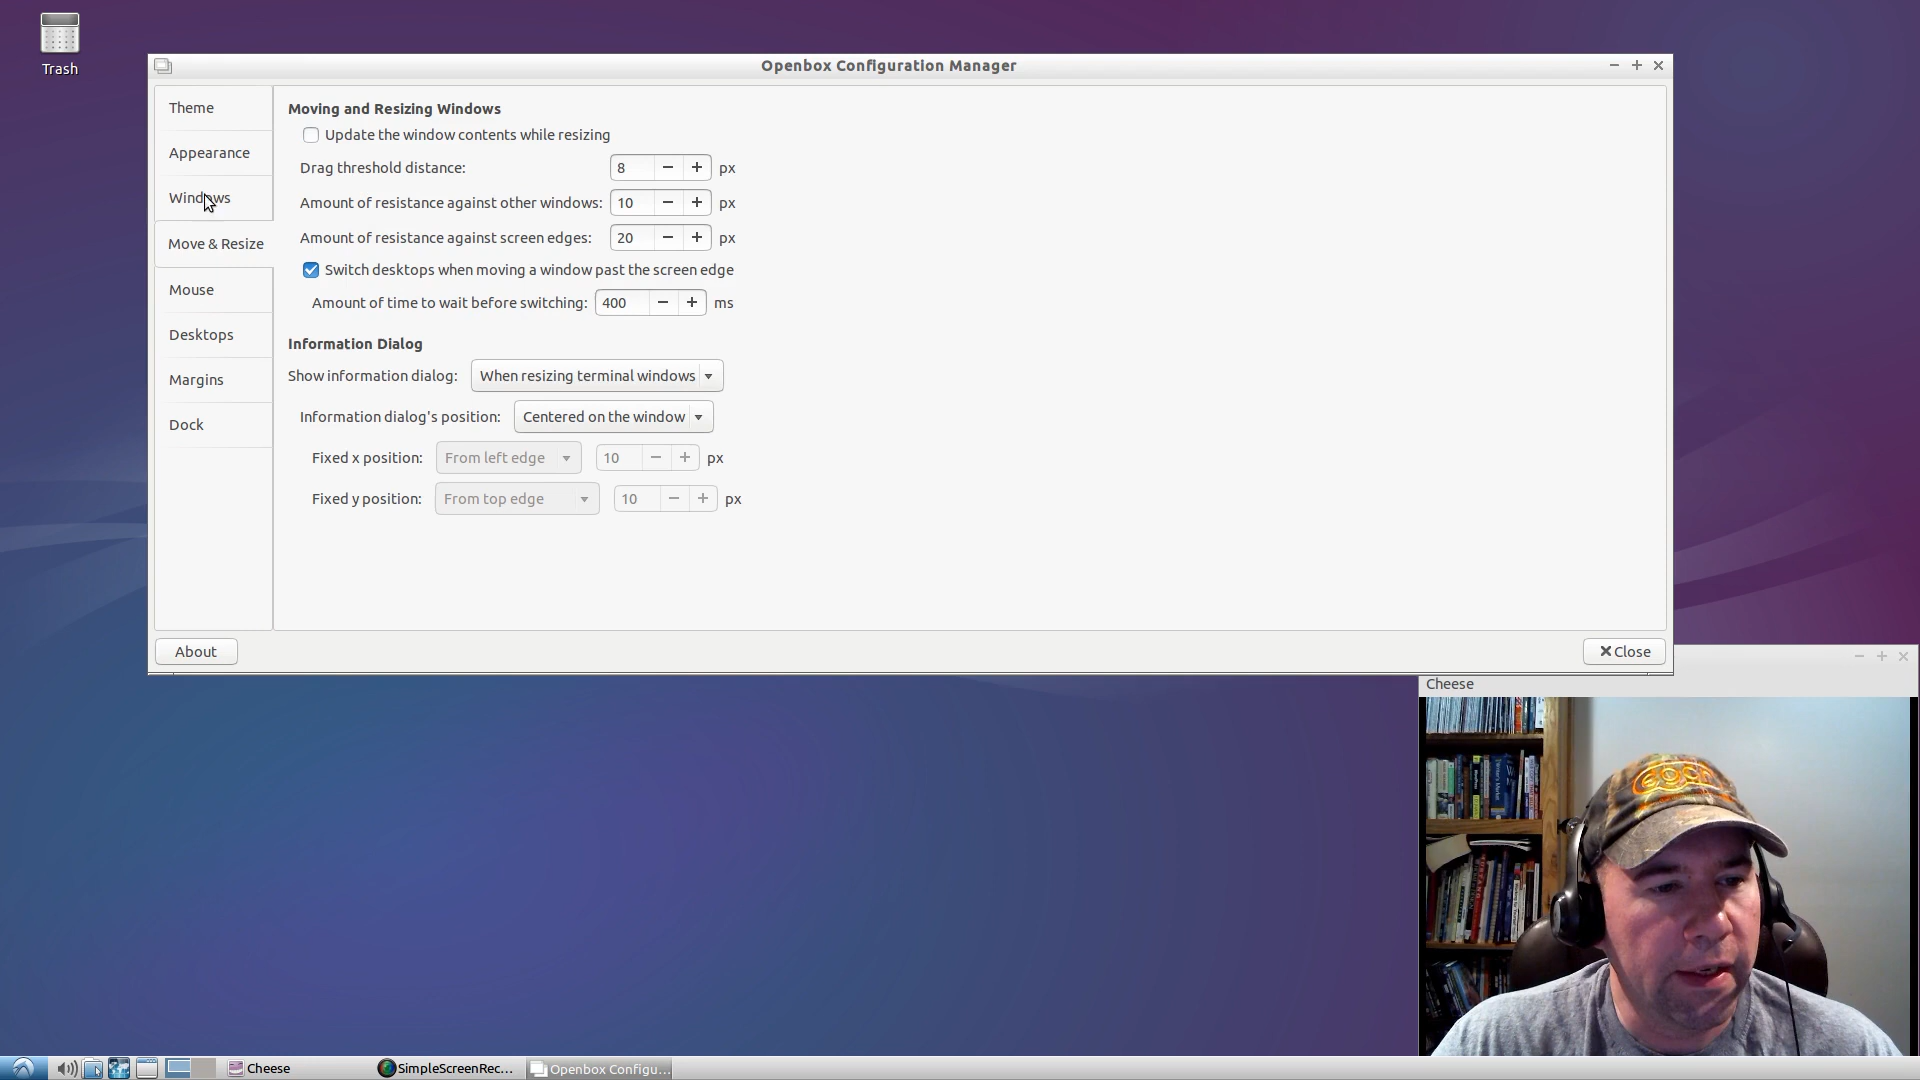 Trash
Openbox Configuration Manager
Theme
Appearance
Windows
Move & Resize
Mouse
Desktops
Margins
Dock
Moving and Resizing Windows
Update the window contents while resizing
Drag threshold distance: 8 px
Amount of resistance against other windows: 10 px
Amount of resistance against screen edges: 20 px
Switch desktops when moving a window past the screen edge
Amount of time to wait before switching: 400 ms
Information Dialog
Show information dialog: When resizing terminal windows
Information dialog's position: Centered on the window
Fixed x position: From left edge 10 px
Fixed y position: From top edge 10 px
About
Close
Cheese
Cheese
SimpleScreenRec...
Openbox Configu...